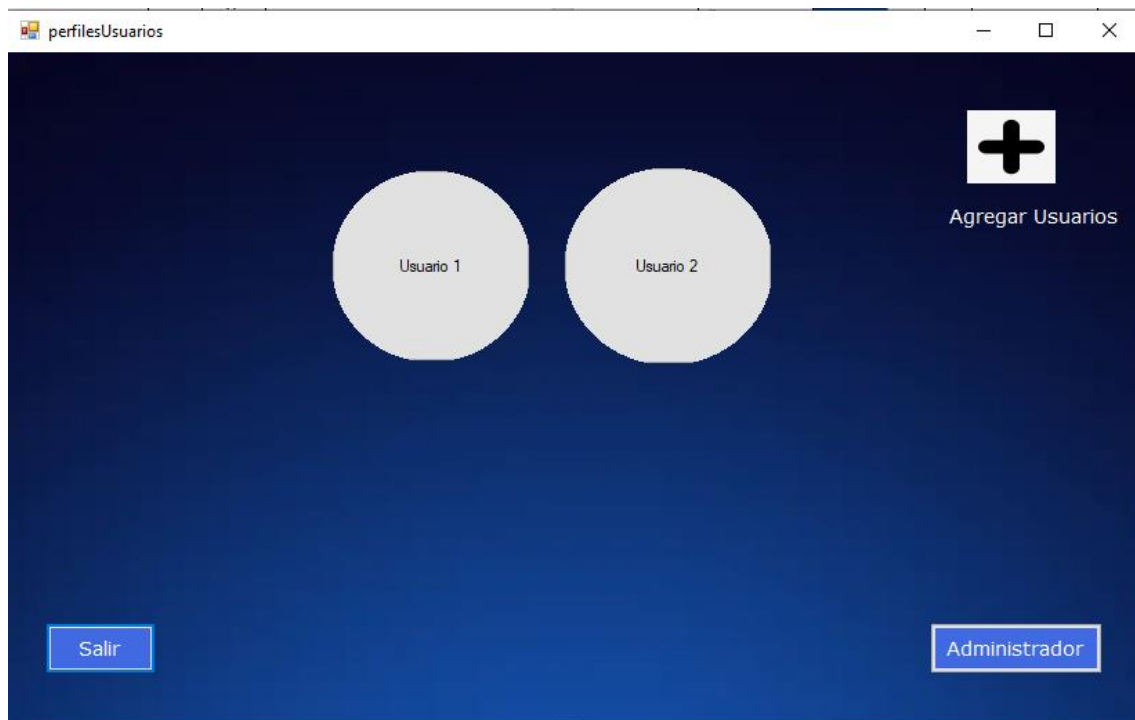 perfilesUsuarios
Agregar Usuarios
Usuario 1
Usuario 2
Salir
Administrador